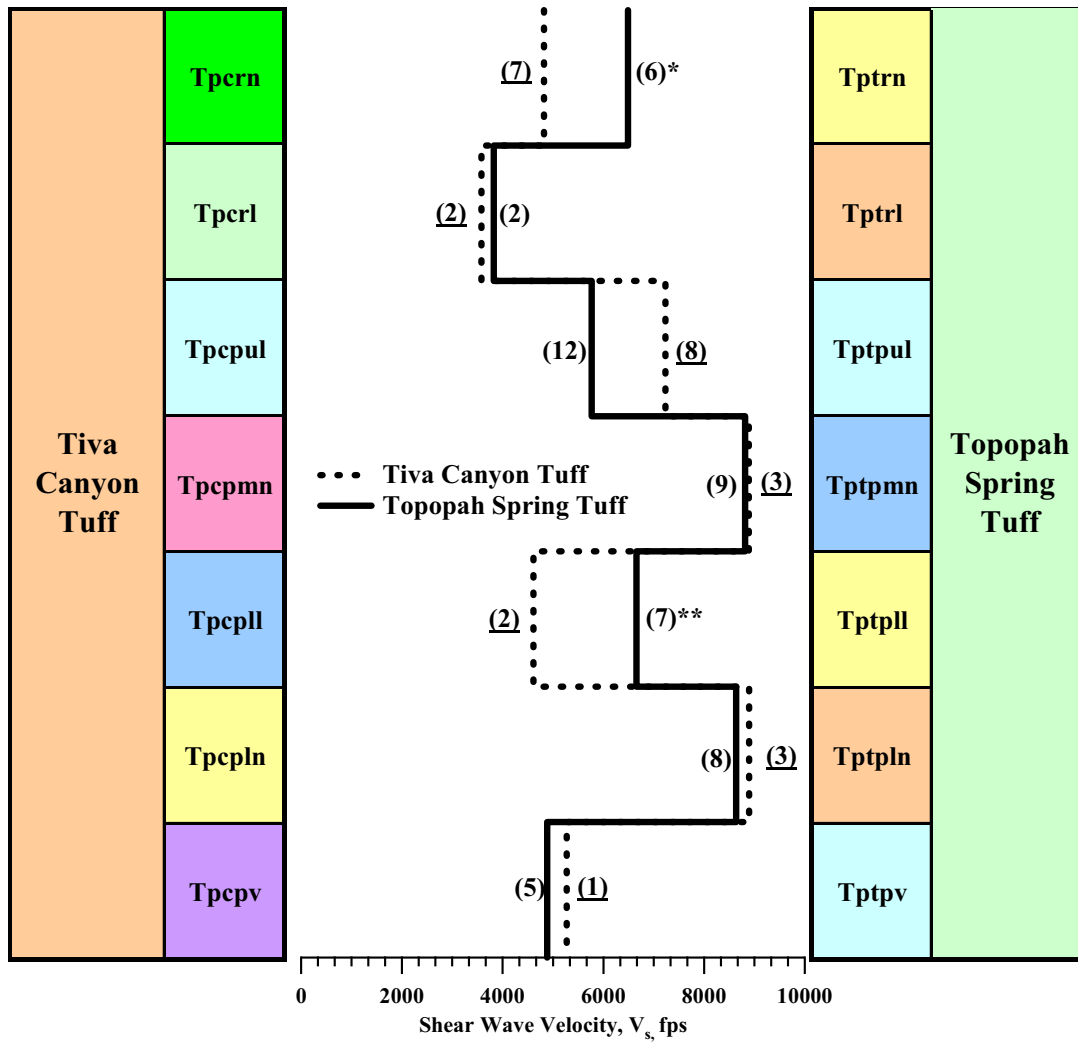 Tiva
Canyon
Tuff
Tpcrn
Tpcrl
Tpcpul
Tpcpmn
Tpcpll
Tpcpln
Tpcpv
(7)
(6)*
(2)
(2)
(12)
(8)
Tiva Canyon Tuff
Topopah Spring Tuff
(9)
(3)
(2)
(7)**
(8)
(3)
(5)
(1)
0
2000
4000
6000
8000
10000
Shear Wave Velocity, Vs, fps
Tptrn
Tptrl
Tptpul
Tptpmn
Tptpll
Tptpln
Tptpv
Topopah
Spring
Tuff